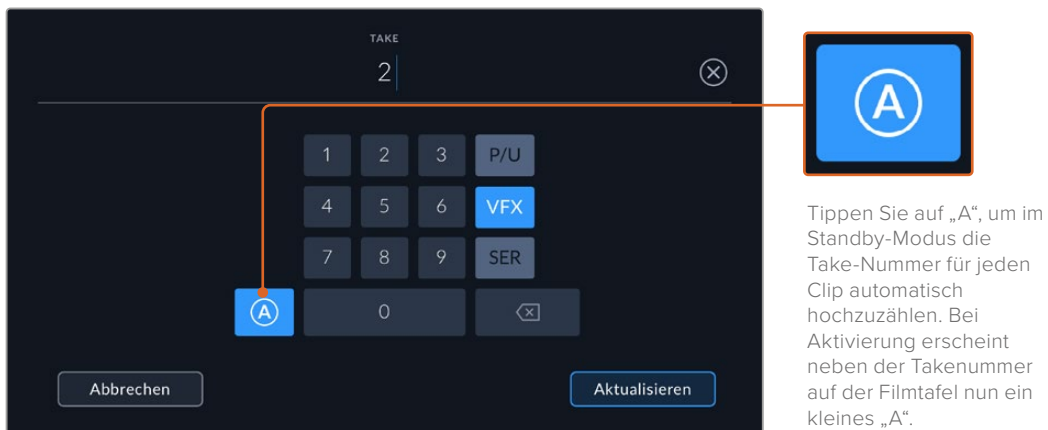 TAKE
2
1 2 3 P/U
4 5 6 VFX
7 8 9 SER
A 0
Abbrechen Aktualisieren
A
Tippen Sie auf „A“, um im
Standby-Modus die
Take-Nummer für jeden
Clip automatisch
hochzuzählen. Bei
Aktivierung erscheint
neben der Takenummer
auf der Filmtafel nun ein
kleines „A“.